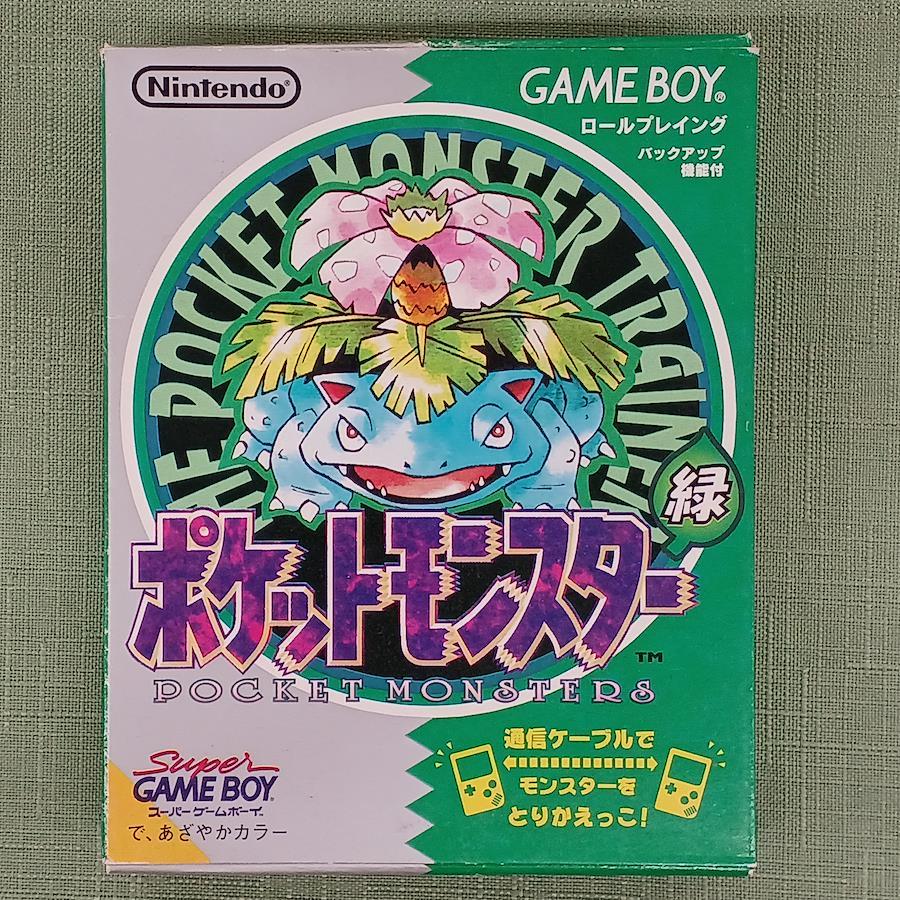 Nintendo®
GAME BOY®
ロールプレイング
バックアップ
機能付
THE POCKET MONSTER TRAINER
緑
ポケットモンスター
TM
POCKET MONSTERS
通信ケーブルで
モンスターを
とりかえっこ!
Super
GAME BOY®
スーパーゲームボーイ™
で、あざやかカラー